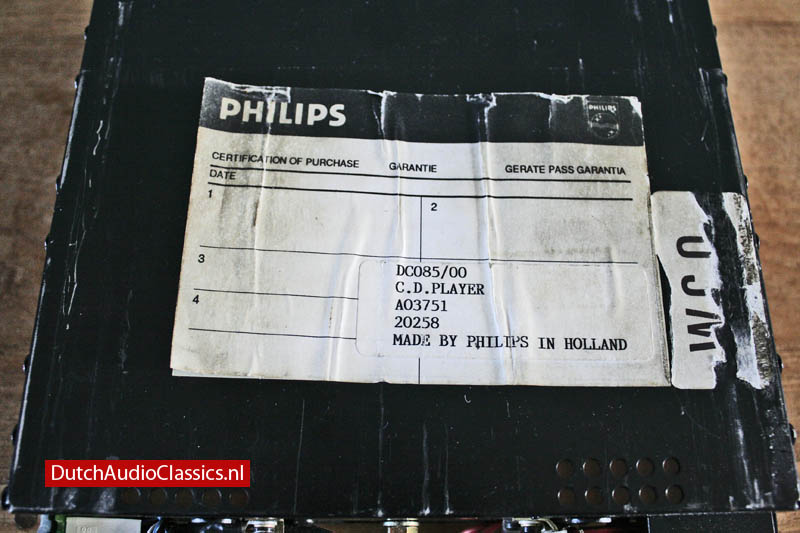 PHILIPS
PHILIPS
CERTIFICATION OF PURCHASE GARANTIE GERATE PASS GARANTIA
DATE
1
2
3
4
DC085/00
C.D.PLAYER
A03751
20258
MADE BY PHILIPS IN HOLLAND
DutchAudioClassics.nl